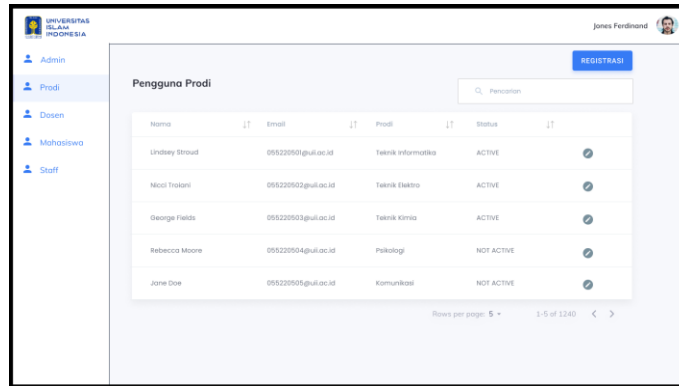 UNIVERSITAS
ISLAM
INDONESIA
Jones Ferdinand
Admin
Prodi
Dosen
Mahasiswa
Staff
REGISTRASI
Pengguna Prodi
Pencarian
Nama Email Prodi Status
Lindsey Stroud 055220501@uii.ac.id Teknik Informatika ACTIVE
Nicci Troiani 055220502@uii.ac.id Teknik Elektro ACTIVE
George Fields 055220503@uii.ac.id Teknik Kimia ACTIVE
Rebecca Moore 055220504@uii.ac.id Psikologi NOT ACTIVE
Jane Doe 055220505@uii.ac.id Komunikasi NOT ACTIVE
Rows per page: 5 1-5 of 1240